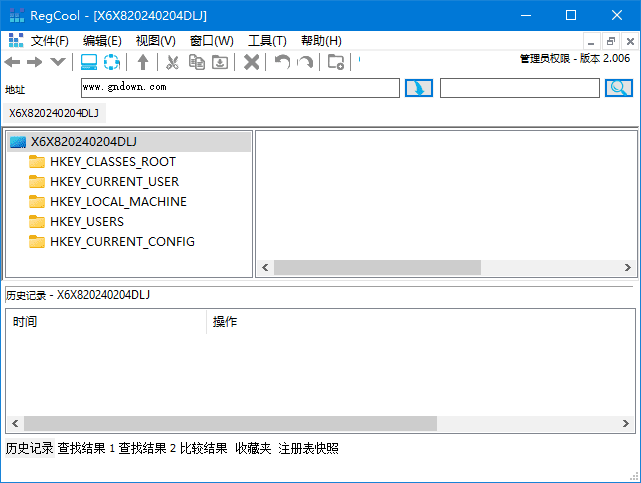 RegCool - [X6X820240204DLJ]
文件(F) 编辑(E) 视图(V) 窗口(W) 工具(T) 帮助(H)
管理员权限 - 版本 2.006
地址 www.gndown.com
X6X820240204DLJ
X6X820240204DLJ
HKEY_CLASSES_ROOT
HKEY_CURRENT_USER
HKEY_LOCAL_MACHINE
HKEY_USERS
HKEY_CURRENT_CONFIG
历史记录 - X6X820240204DLJ
时间 操作
历史记录 查找结果 1 查找结果 2 比较结果 收藏夹 注册表快照